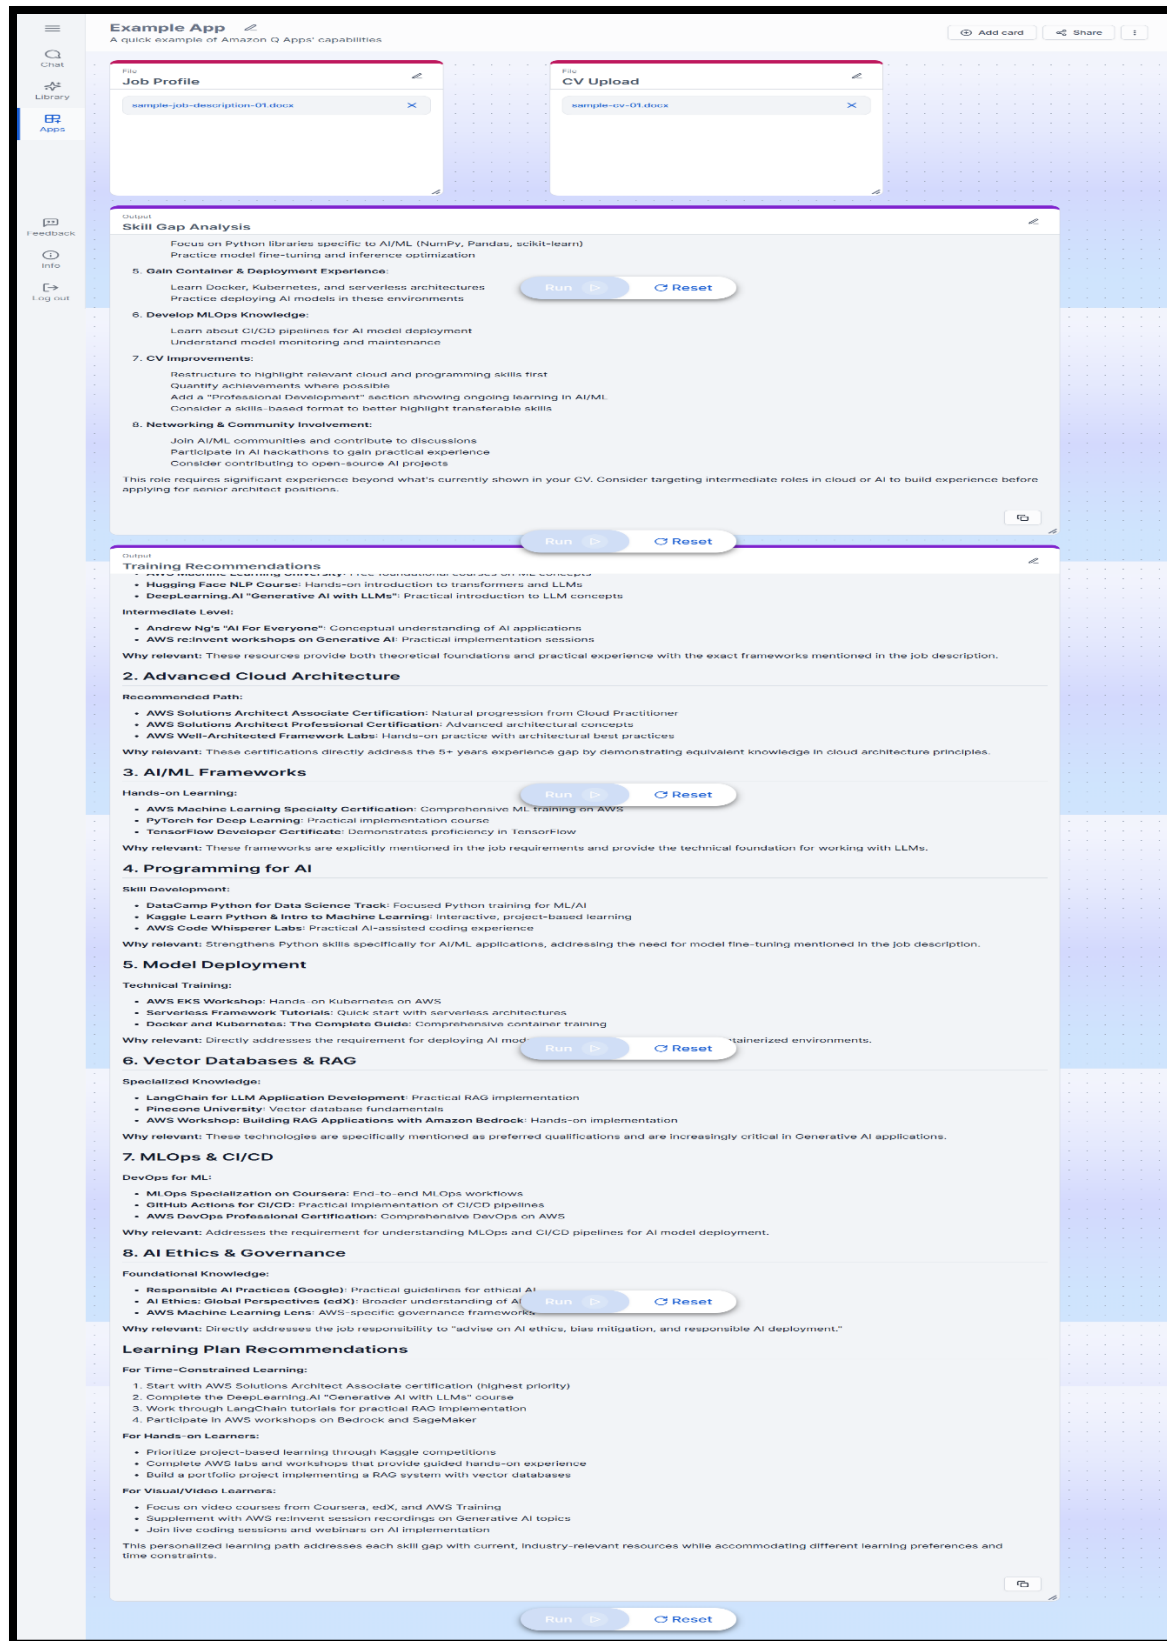 Example App
A quick example of Amazon Q Apps' capabilities
Add card
Share
Chat
Library
Apps
Feedback
Info
Log out
File
Job Profile
sample-job-description-01.docx
File
CV Upload
sample-cv-01.docx
Output
Skill Gap Analysis
Focus on Python libraries specific to AI/ML (NumPy, Pandas, scikit-learn)
Practice model fine-tuning and inference optimization
5. Gain Container & Deployment Experience:
Learn Docker, Kubernetes, and serverless architectures
Practice deploying AI models in these environments
Run
Reset
6. Develop MLOps Knowledge:
Learn about CI/CD pipelines for AI model deployment
Understand model monitoring and maintenance
7. CV Improvements:
Restructure to highlight relevant cloud and programming skills first
Quantify achievements where possible
Add a "Professional Development" section showing ongoing learning in AI/ML
Consider a skills-based format to better highlight transferable skills
8. Networking & Community Involvement:
Join AI/ML communities and contribute to discussions
Participate in AI hackathons to gain practical experience
Consider contributing to open-source AI projects
This role requires significant experience beyond what's currently shown in your CV. Consider targeting intermediate roles in cloud or AI to build experience before
applying for senior architect positions.
Run
Reset
Output
Training Recommendations
AWS Machine Learning University: Free foundational courses on ML concepts
• Hugging Face NLP Course: Hands-on introduction to transformers and LLMs
• DeepLearning.AI "Generative AI with LLMs": Practical introduction to LLM concepts
Intermediate Level:
• Andrew Ng's "AI For Everyone": Conceptual understanding of AI applications
• AWS re:Invent workshops on Generative AI: Practical implementation sessions
Why relevant: These resources provide both theoretical foundations and practical experience with the exact frameworks mentioned in the job description.
2. Advanced Cloud Architecture
Recommended Path:
• AWS Solutions Architect Associate Certification: Natural progression from Cloud Practitioner
• AWS Solutions Architect Professional Certification: Advanced architectural concepts
• AWS Well-Architected Framework Labs: Hands-on practice with architectural best practices
Why relevant: These certifications directly address the 5+ years experience gap by demonstrating equivalent knowledge in cloud architecture principles.
3. AI/ML Frameworks
Hands-on Learning:
Run
Reset
• AWS Machine Learning Specialty Certification: Comprehensive ML training on AWS
• PyTorch for Deep Learning: Practical implementation course
• TensorFlow Developer Certificate: Demonstrates proficiency in TensorFlow
Why relevant: These frameworks are explicitly mentioned in the job requirements and provide the technical foundation for working with LLMs.
4. Programming for AI
Skill Development:
• DataCamp Python for Data Science Track: Focused Python training for ML/AI
• Kaggle Learn Python & Intro to Machine Learning: Interactive, project-based learning
• AWS Code Whisperer Labs: Practical AI-assisted coding experience
Why relevant: Strengthens Python skills specifically for AI/ML applications, addressing the need for model fine-tuning mentioned in the job description.
5. Model Deployment
Technical Training:
• AWS EKS Workshop: Hands-on Kubernetes on AWS
• Serverless Framework Tutorials: Quick start with serverless architectures
• Docker and Kubernetes: The Complete Guide: Comprehensive container training
Why relevant: Directly addresses the requirement for deploying AI mod tainerized environments.
Run
Reset
6. Vector Databases & RAG
Specialized Knowledge:
• LangChain for LLM Application Development: Practical RAG implementation
• Pinecone University: Vector database fundamentals
• AWS Workshop: Building RAG Applications with Amazon Bedrock: Hands-on implementation
Why relevant: These technologies are specifically mentioned as preferred qualifications and are increasingly critical in Generative AI applications.
7. MLOps & CI/CD
DevOps for ML:
• MLOps Specialization on Coursera: End-to-end MLOps workflows
• GitHub Actions for CI/CD: Practical implementation of CI/CD pipelines
• AWS DevOps Professional Certification: Comprehensive DevOps on AWS
Why relevant: Addresses the requirement for understanding MLOps and CI/CD pipelines for AI model deployment.
8. AI Ethics & Governance
Foundational Knowledge:
• Responsible AI Practices (Google): Practical guidelines for ethical AI
• AI Ethics: Global Perspectives (edX): Broader understanding of AI
Run
Reset
• AWS Machine Learning Lens: AWS-specific governance frameworks
Why relevant: Directly addresses the job responsibility to "advise on AI ethics, bias mitigation, and responsible AI deployment."
Learning Plan Recommendations
For Time-Constrained Learning:
1. Start with AWS Solutions Architect Associate certification (highest priority)
2. Complete the DeepLearning.AI "Generative AI with LLMs" course
3. Work through LangChain tutorials for practical RAG implementation
4. Participate in AWS workshops on Bedrock and SageMaker
For Hands-on Learners:
• Prioritize project-based learning through Kaggle competitions
• Complete AWS labs and workshops that provide guided hands-on experience
• Build a portfolio project implementing a RAG system with vector databases
For Visual/Video Learners:
• Focus on video courses from Coursera, edX, and AWS Training
• Supplement with AWS re:Invent session recordings on Generative AI topics
• Join live coding sessions and webinars on AI implementation
This personalized learning path addresses each skill gap with current, industry-relevant resources while accommodating different learning preferences and
time constraints.
Run
Reset